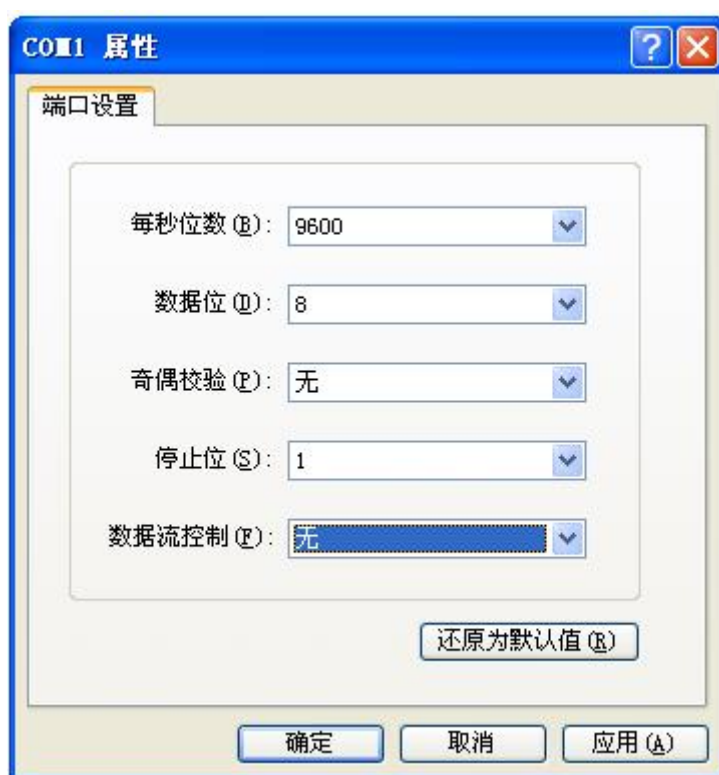 COM1 属性
端口设置
每秒位数(B): 9600
数据位(D): 8
奇偶校验(P): 无
停止位(S): 1
数据流控制(F): 无
还原为默认值(R)
确定 取消 应用(A)